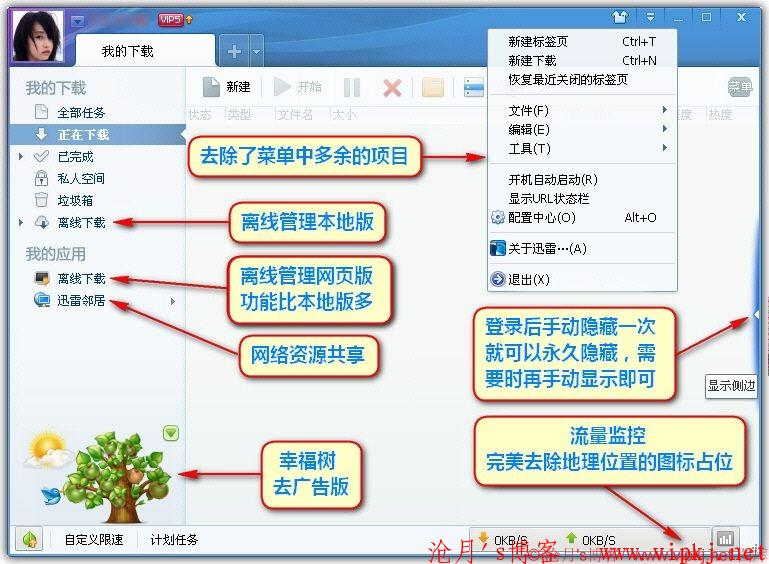 VIP5
我的下载
新建标签页 Ctrl+T
新建下载 Ctrl+N
恢复最近关闭的标签页
文件(F)
编辑(E)
工具(T)
开机自动启动(R)
显示URL状态栏
配置中心(O) Alt+O
关于迅雷…(A)
退出(X)
新建
开始
菜单
状态 类型 文件名 大小
热度
我的下载
全部任务
正在下载
已完成
私人空间
垃圾箱
离线下载
我的应用
离线下载
迅雷邻居
去除了菜单中多余的项目
离线管理本地版
离线管理网页版
功能比本地版多
网络资源共享
登录后手动隐藏一次
就可以永久隐藏，需
要时再手动显示即可
显示侧边
幸福树
去广告版
流量监控
完美去除地理位置的图标占位
自定义限速
计划任务
0KB/S
0KB/S
沧月's博客 www.vipkj.net